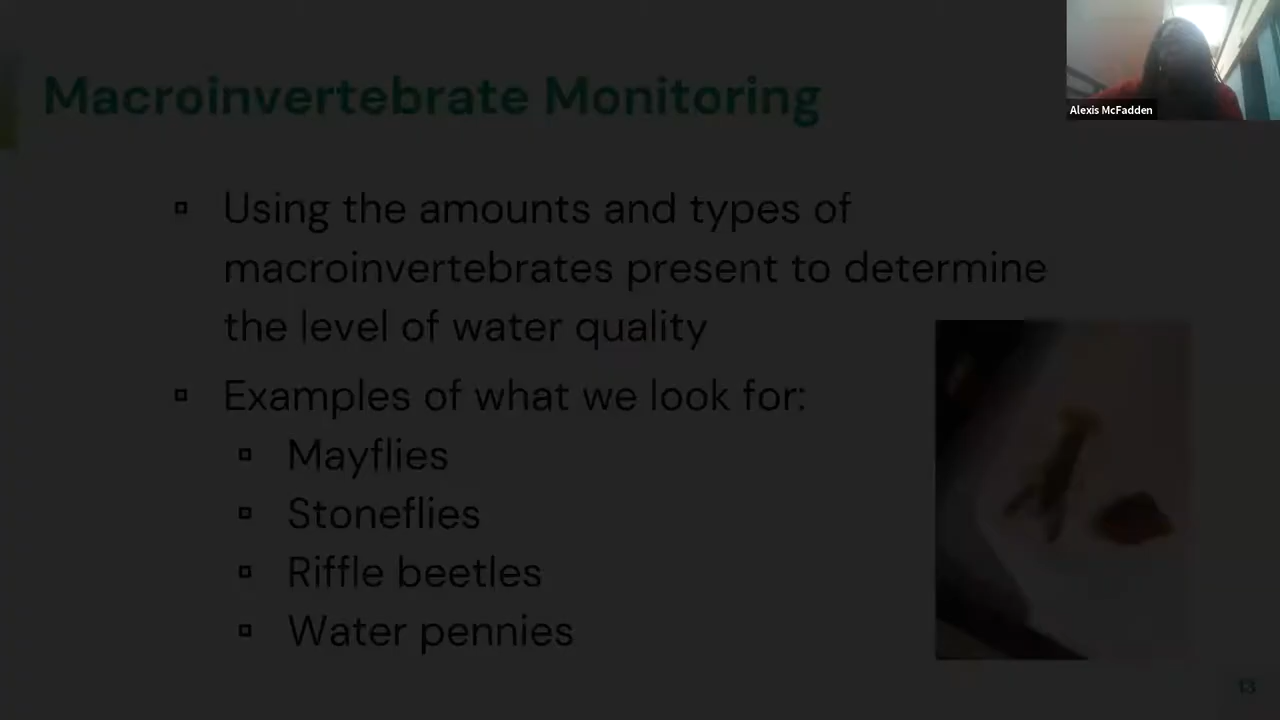 Alexis McFadden
Macroinvertebrate Monitoring
▫ Using the amounts and types of
macroinvertebrates present to determine
the level of water quality
▫ Examples of what we look for:
▫ Mayflies
▫ Stoneflies
▫ Riffle beetles
▫ Water pennies
13